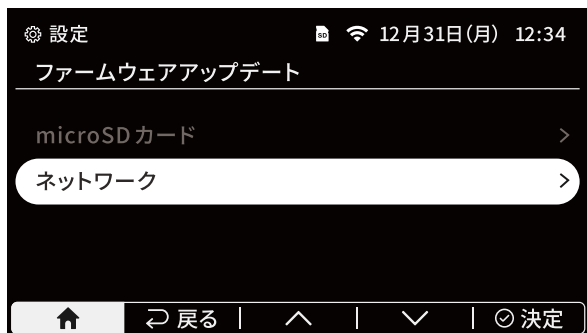 設定 SD 12月31日(月) 12:34
ファームウェアアップデート
microSDカード
ネットワーク
戻る 決定